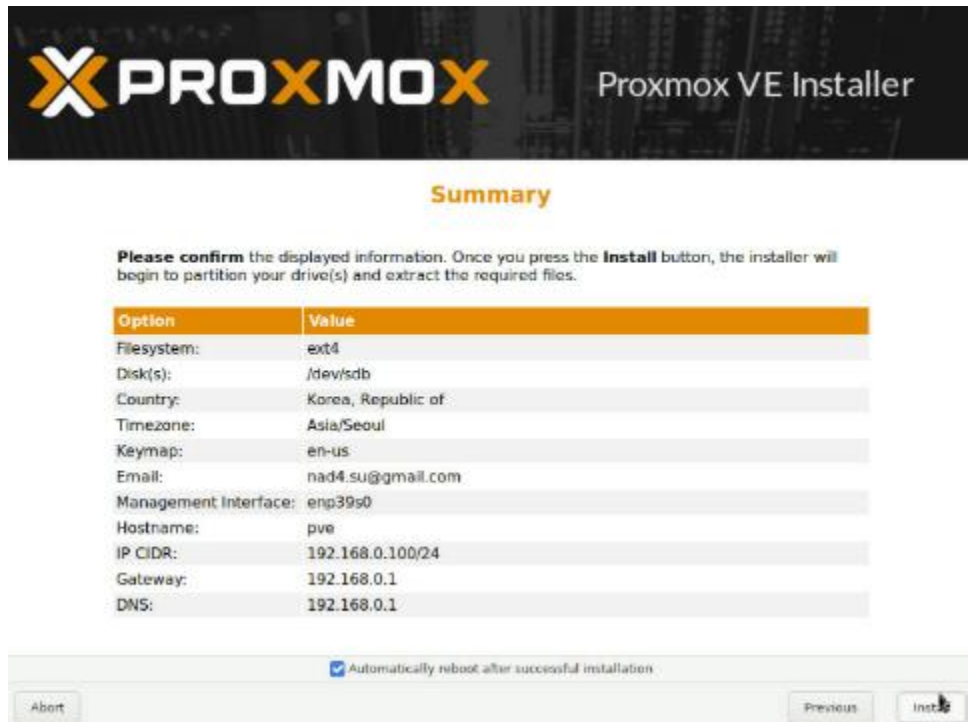 PROXMOX
Proxmox VE Installer
Summary
Please confirm the displayed information. Once you press the Install button, the installer will
begin to partition your drive(s) and extract the required files.
Option Value
Filesystem: ext4
Disk(s): /dev/sdb
Country: Korea, Republic of
Timezone: Asia/Seoul
Keymap: en-us
Email: nad4.su@gmail.com
Management Interface: enp39s0
Hostname: pve
IP CIDR: 192.168.0.100/24
Gateway: 192.168.0.1
DNS: 192.168.0.1
Automatically reboot after successful installation
Abort Previous Install